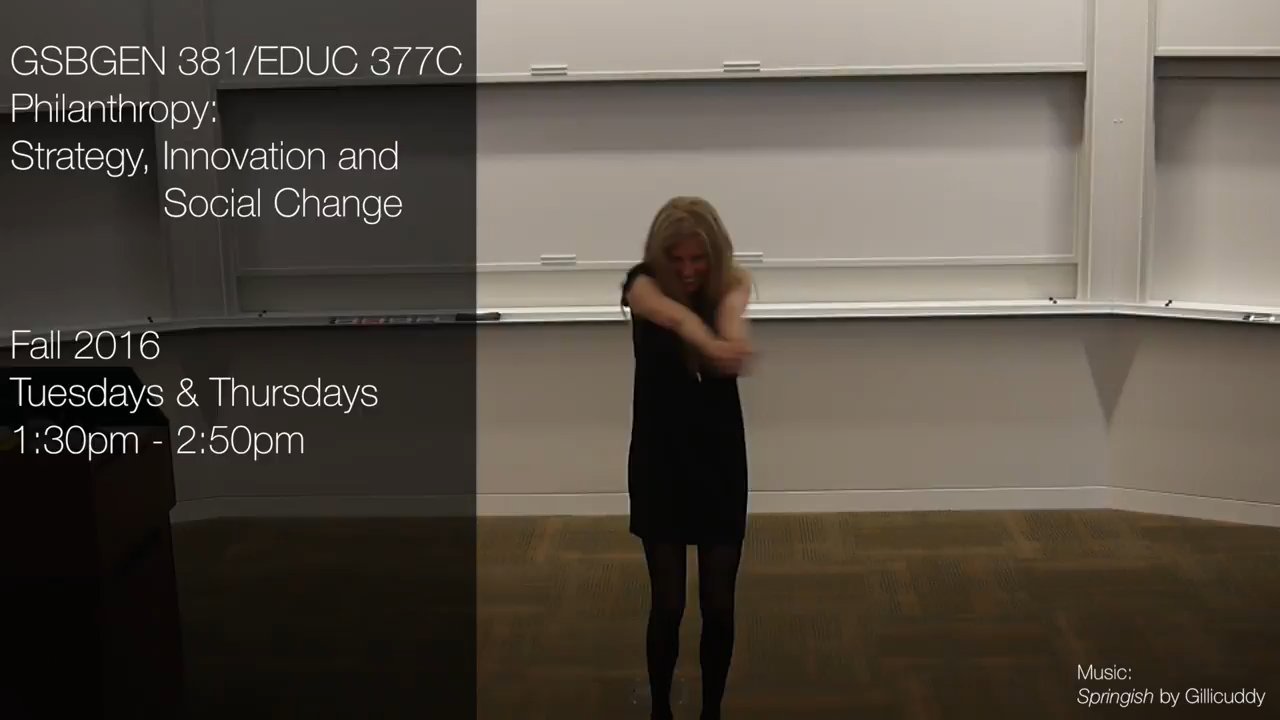 GSBGEN 381/EDUC 377C
Philanthropy:
Strategy, Innovation and
Social Change
Fall 2016
Tuesdays & Thursdays
1:30pm - 2:50pm
Music:
Springish by Gillicuddy